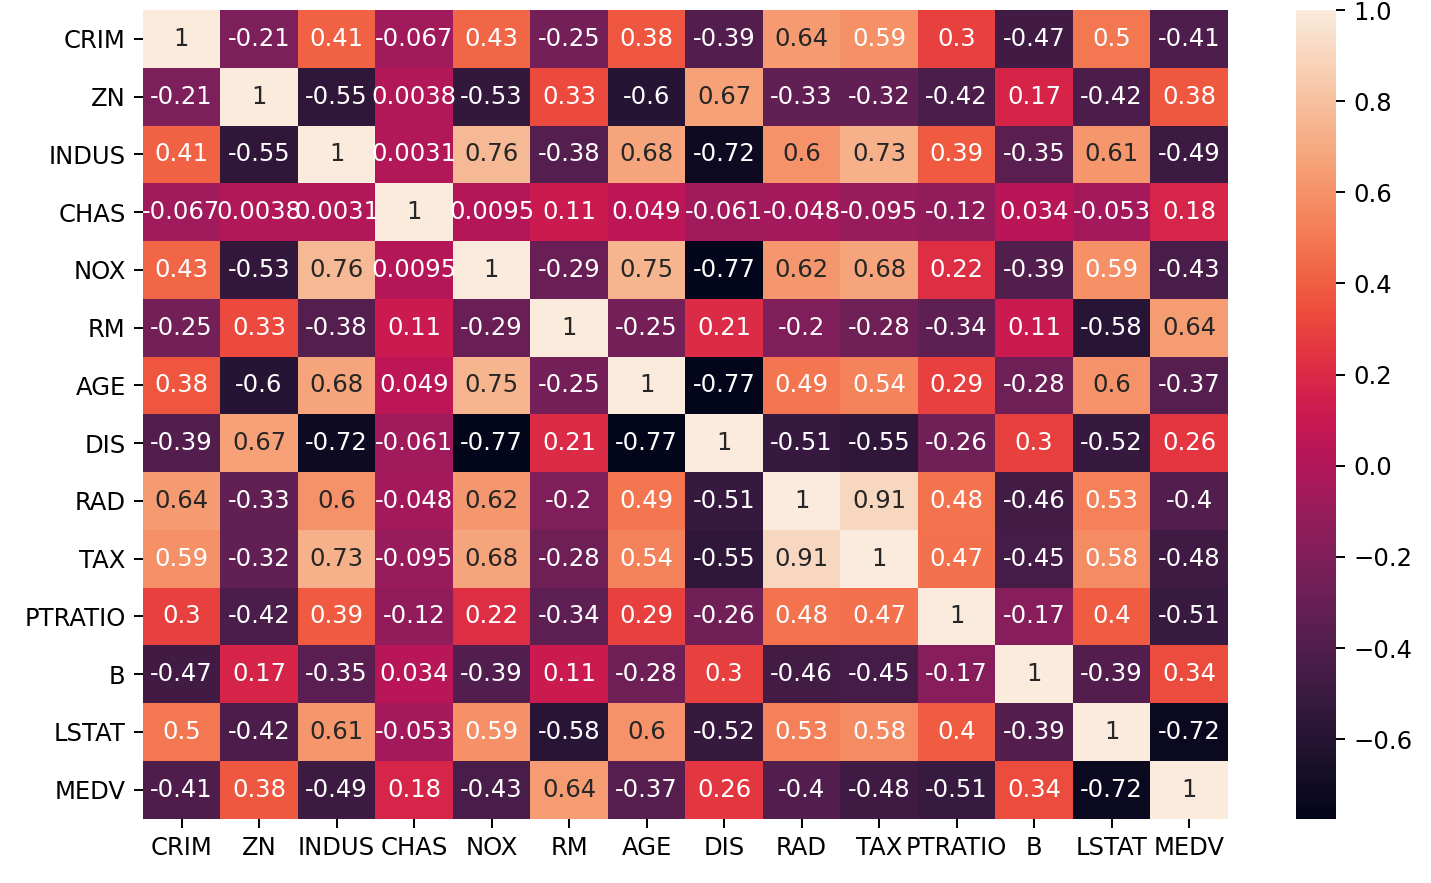 CRIM 1 -0.21 0.41 -0.067 0.43 -0.25 0.38 -0.39 0.64 0.59 0.3 -0.47 0.5 -0.41
ZN -0.21 1 -0.55 0.0038 -0.53 0.33 -0.6 0.67 -0.33 -0.32 -0.42 0.17 -0.42 0.38
INDUS 0.41 -0.55 1 0.0031 0.76 -0.38 0.68 -0.72 0.6 0.73 0.39 -0.35 0.61 -0.49
CHAS -0.067 0.0038 0.0031 1 0.0095 0.11 0.049 -0.061 -0.048 -0.095 -0.12 0.034 -0.053 0.18
NOX 0.43 -0.53 0.76 0.0095 1 -0.29 0.75 -0.77 0.62 0.68 0.22 -0.39 0.59 -0.43
RM -0.25 0.33 -0.38 0.11 -0.29 1 -0.25 0.21 -0.2 -0.28 -0.34 0.11 -0.58 0.64
AGE 0.38 -0.6 0.68 0.049 0.75 -0.25 1 -0.77 0.49 0.54 0.29 -0.28 0.6 -0.37
DIS -0.39 0.67 -0.72 -0.061 -0.77 0.21 -0.77 1 -0.51 -0.55 -0.26 0.3 -0.52 0.26
RAD 0.64 -0.33 0.6 -0.048 0.62 -0.2 0.49 -0.51 1 0.91 0.48 -0.46 0.53 -0.4
TAX 0.59 -0.32 0.73 -0.095 0.68 -0.28 0.54 -0.55 0.91 1 0.47 -0.45 0.58 -0.48
PTRATIO 0.3 -0.42 0.39 -0.12 0.22 -0.34 0.29 -0.26 0.48 0.47 1 -0.17 0.4 -0.51
B -0.47 0.17 -0.35 0.034 -0.39 0.11 -0.28 0.3 -0.46 -0.45 -0.17 1 -0.39 0.34
LSTAT 0.5 -0.42 0.61 -0.053 0.59 -0.58 0.6 -0.52 0.53 0.58 0.4 -0.39 1 -0.72
MEDV -0.41 0.38 -0.49 0.18 -0.43 0.64 -0.37 0.26 -0.4 -0.48 -0.51 0.34 -0.72 1
CRIM ZN INDUS CHAS NOX RM AGE DIS RAD TAX PTRATIO B LSTAT MEDV
1.0
0.8
0.6
0.4
0.2
0.0
−0.2
−0.4
−0.6